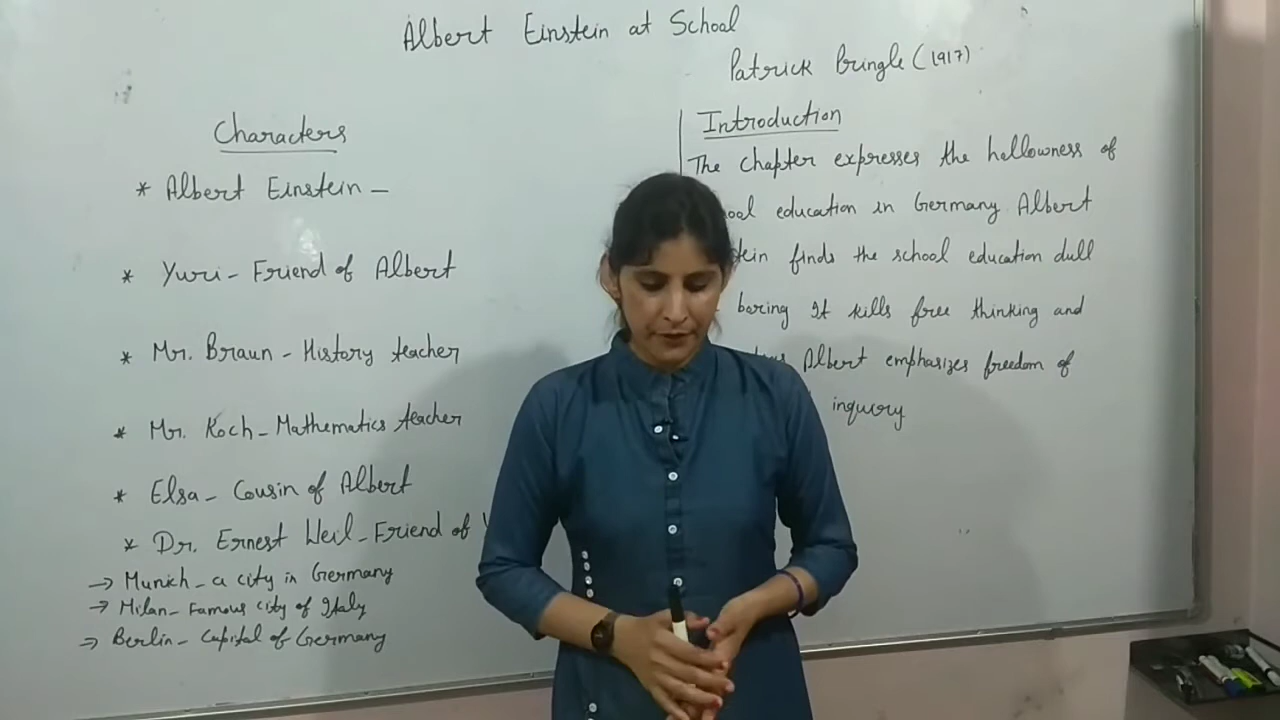 Albert Einstein at School
Patrick Pringle (1917)
Characters
* Albert Einstein –
* Yuri – Friend of Albert
* Mr. Braun – History teacher
* Mr. Koch – Mathematics teacher
* Elsa – Cousin of Albert
* Dr. Ernest Weil – Friend of
→ Munich – a city in Germany
→ Milan – Famous city of Italy
→ Berlin – Capital of Germany
Introduction
The chapter expresses the hollowness of
education in Germany Albert
finds the school education dull
boring It kills free thinking and
Albert emphasizes freedom of
inquory